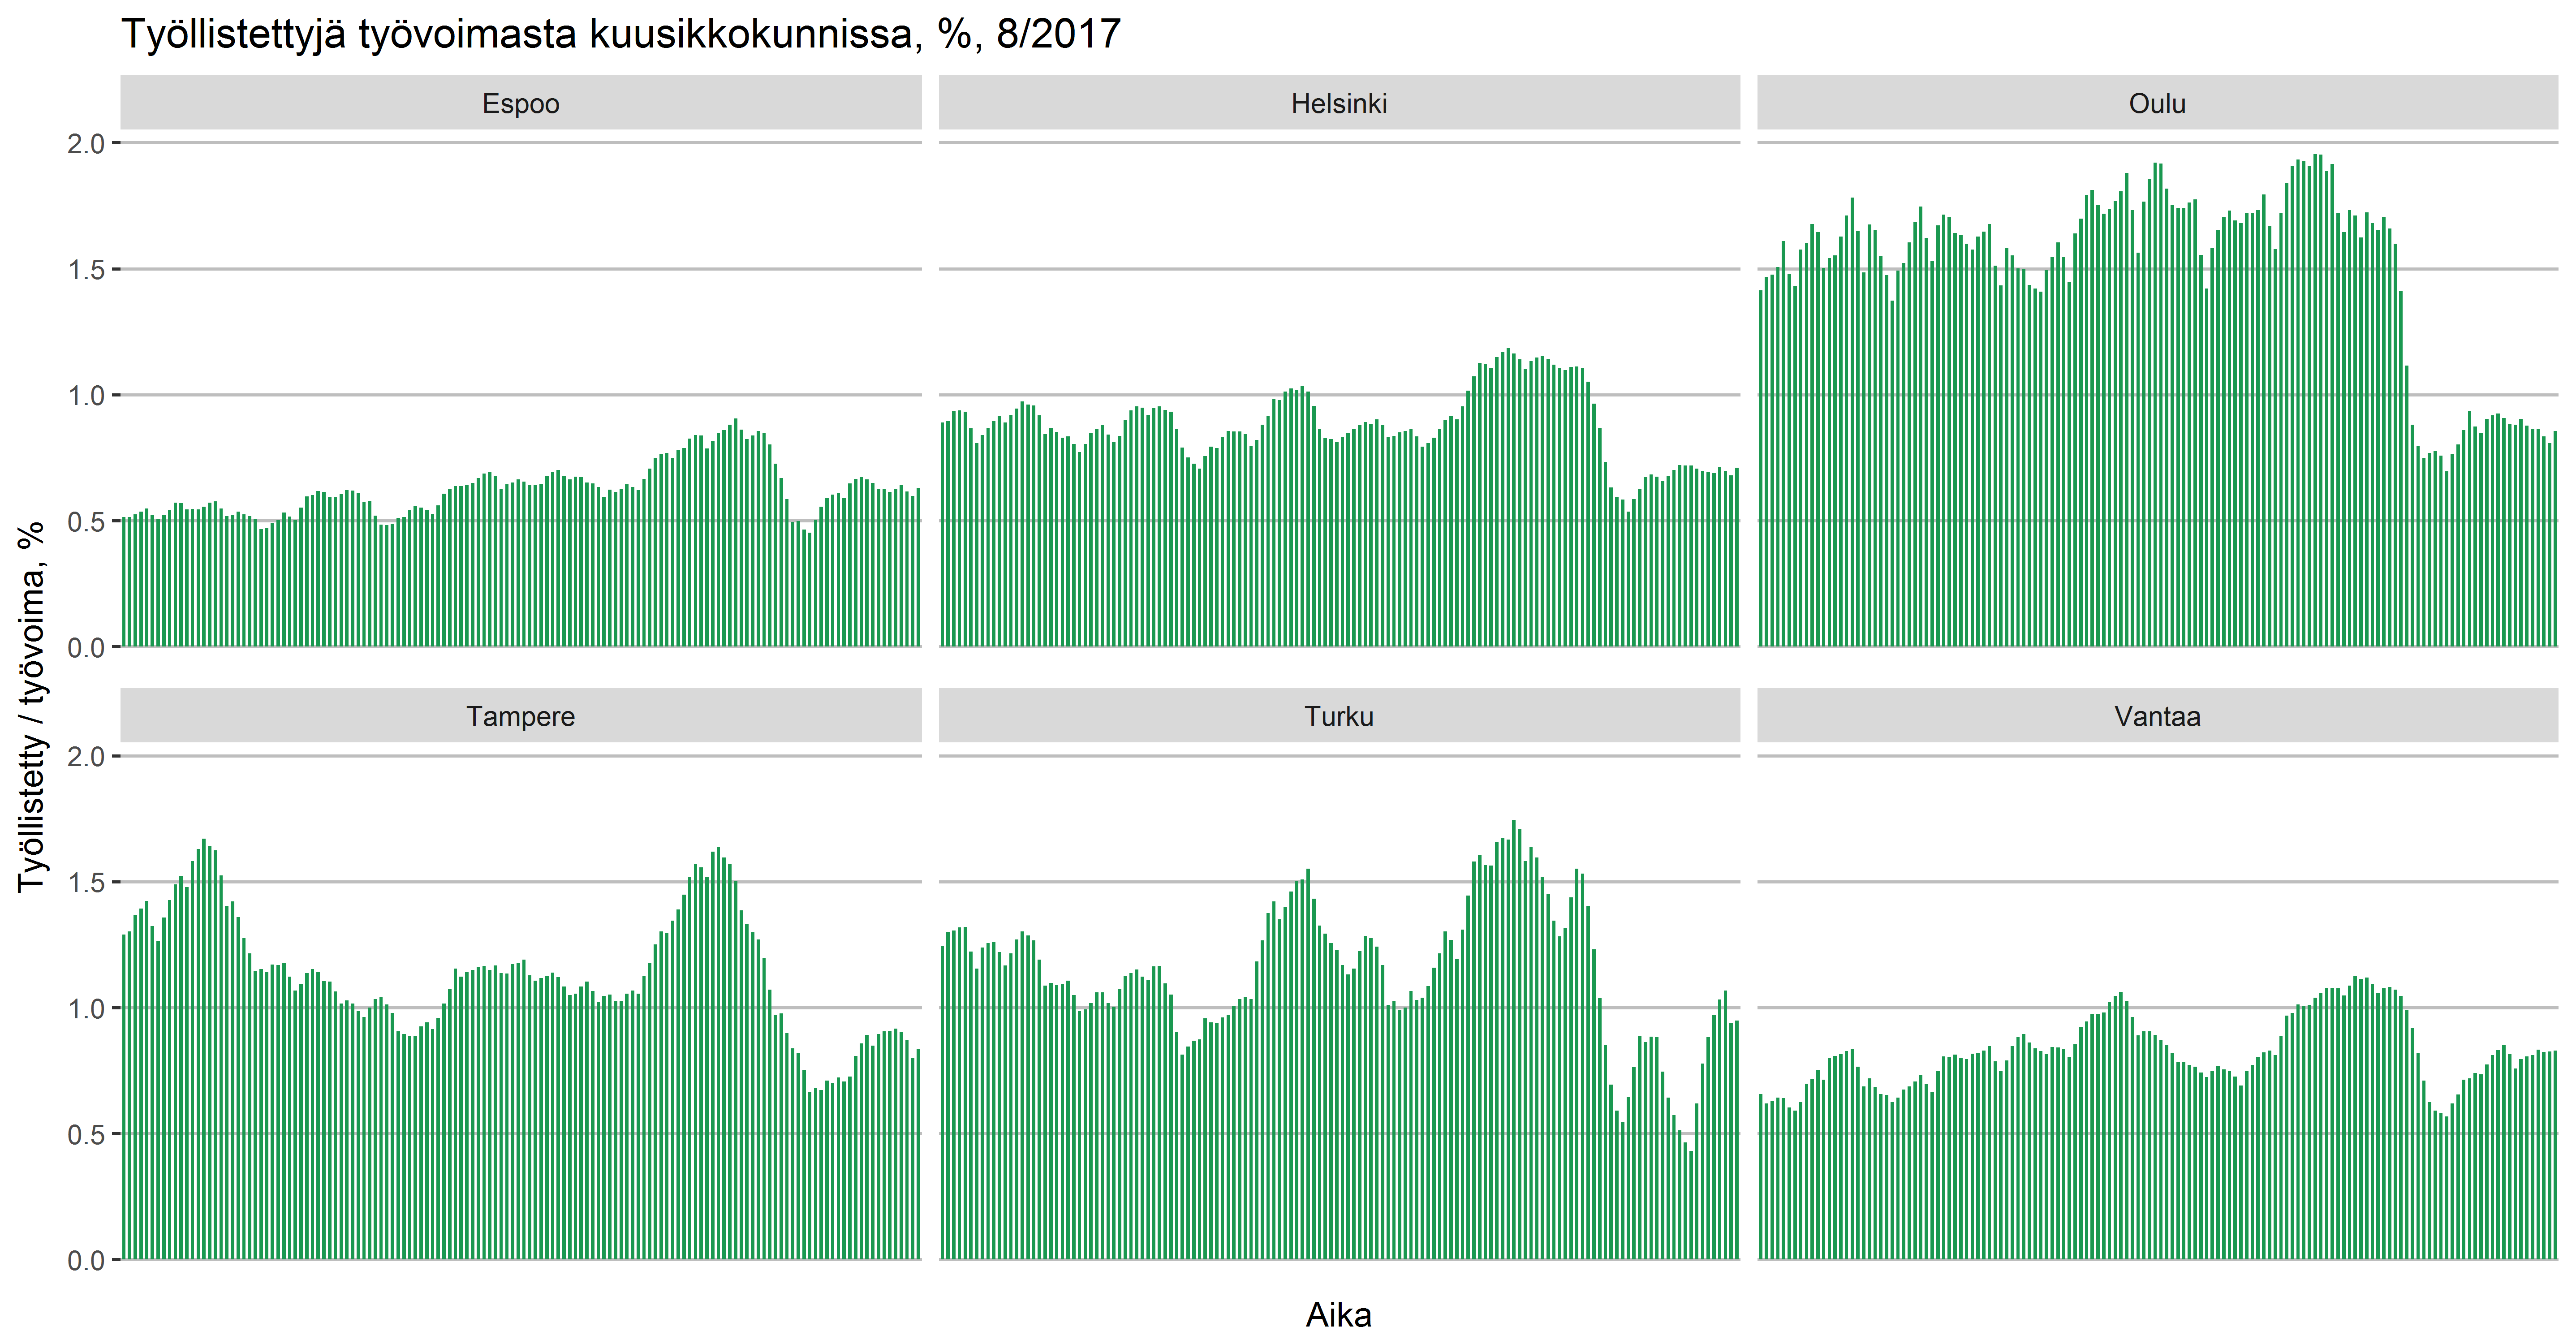 Työllistettyjä työvoimasta kuusikkokunnissa, %, 8/2017
Espoo
Helsinki
Oulu
2.0
1.5
1.0
0.5
0.0
Työllistetty / työvoima, %
Tampere
Turku
Vantaa
2.0
1.5
1.0
0.5
0.0
Aika